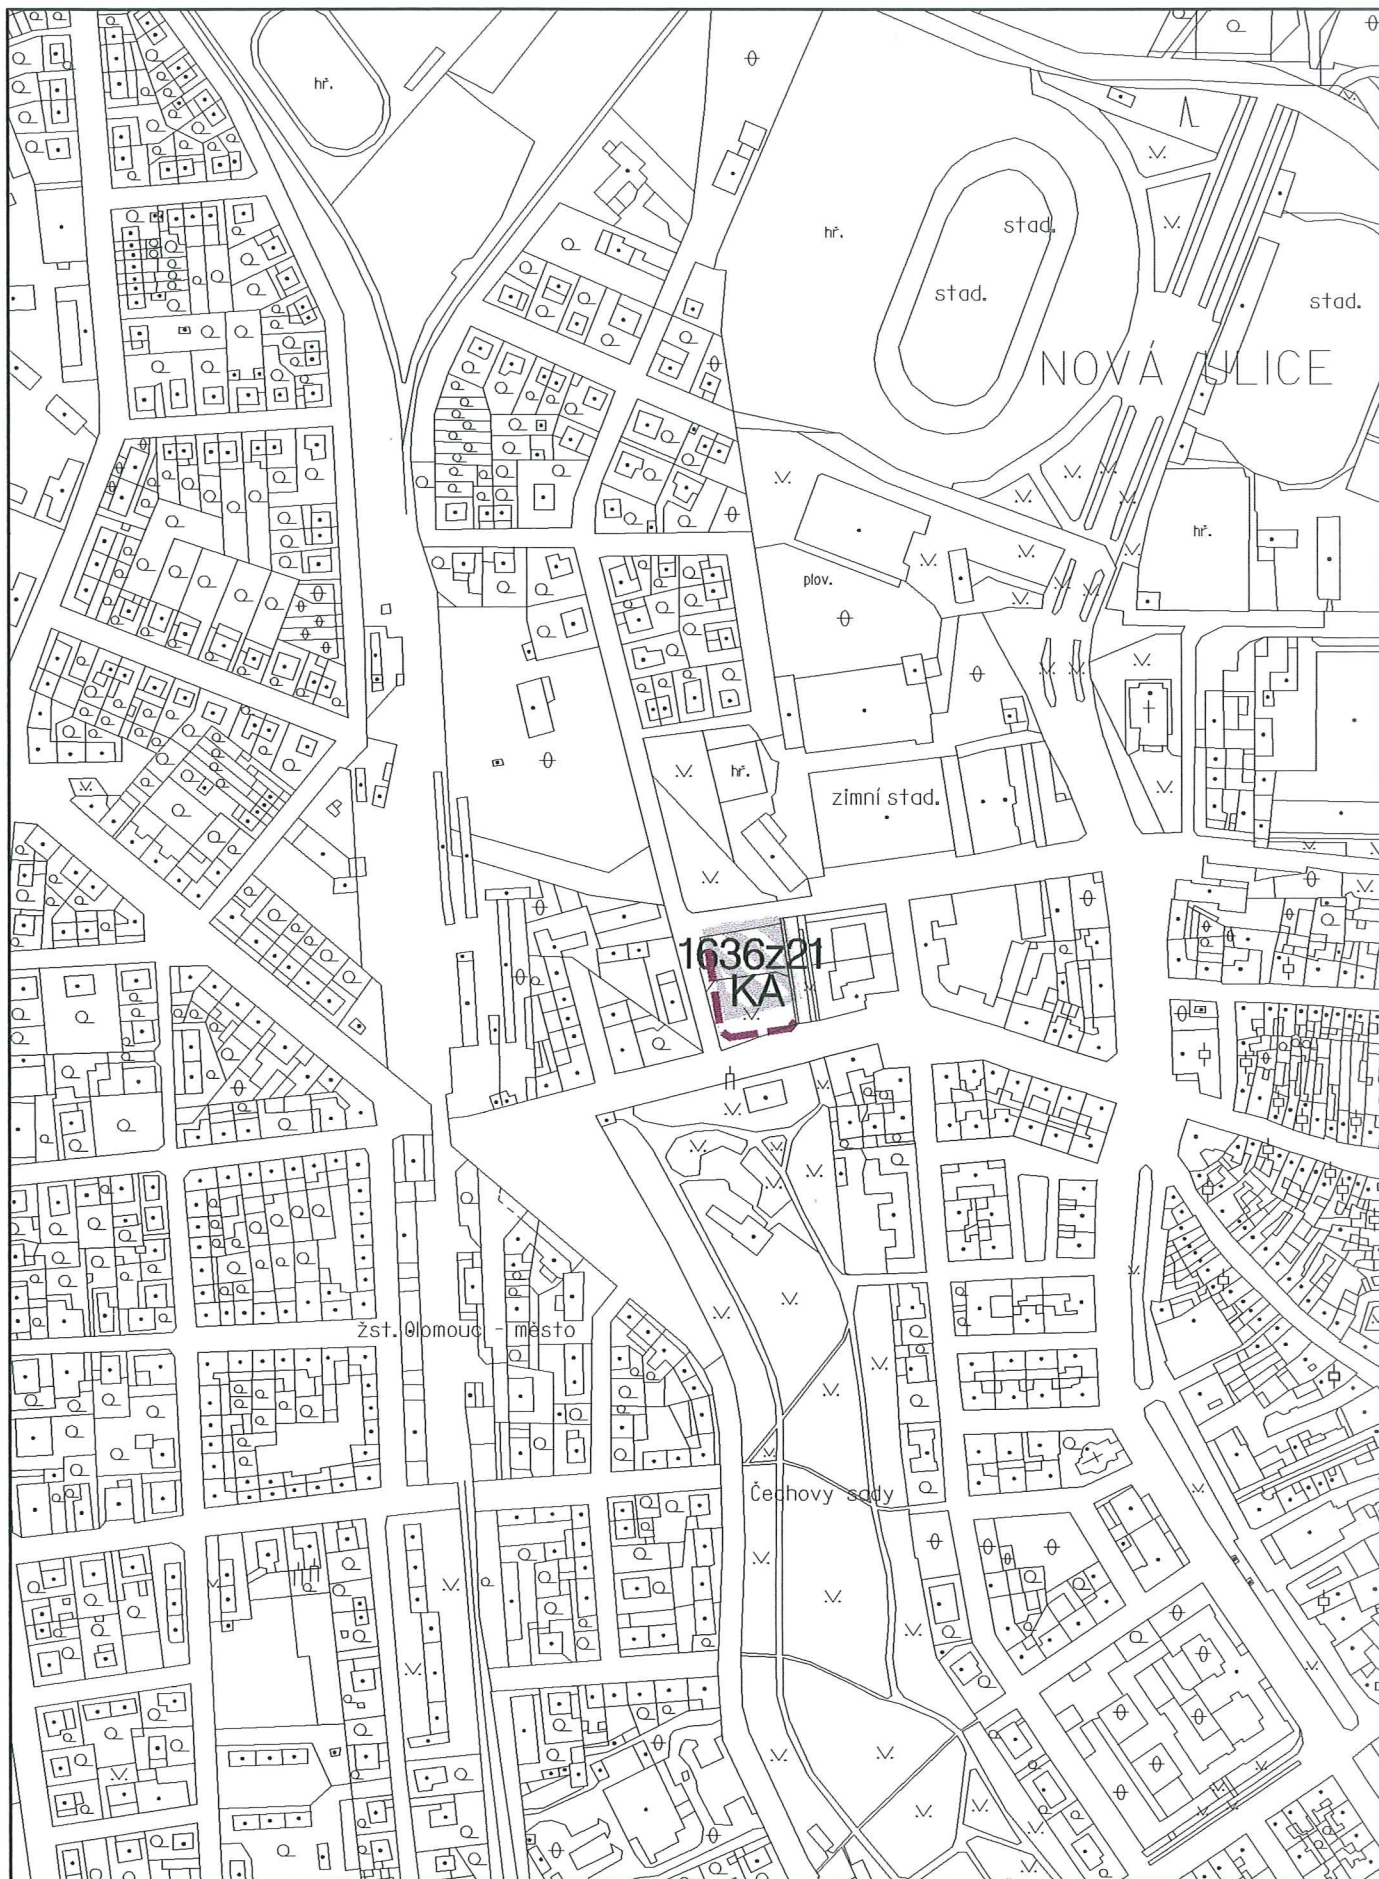 hř.
hř.
stad.
stad.
stad.
NOVÁ ULICE
hř.
plov.
hř.
zimní stad.
1636z21
KA
žst. Olomouc - město
Čechovy sady